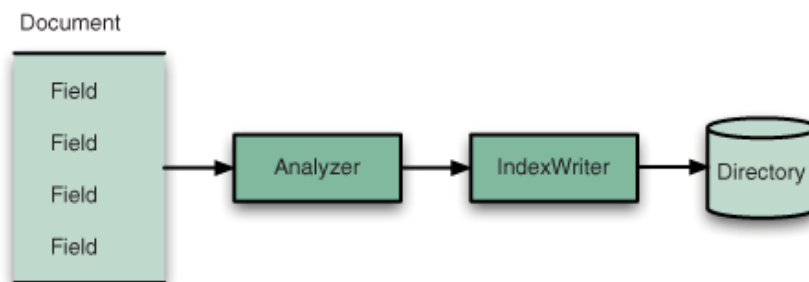 Document
Field
Field
Field
Field
Analyzer
IndexWriter
Directory